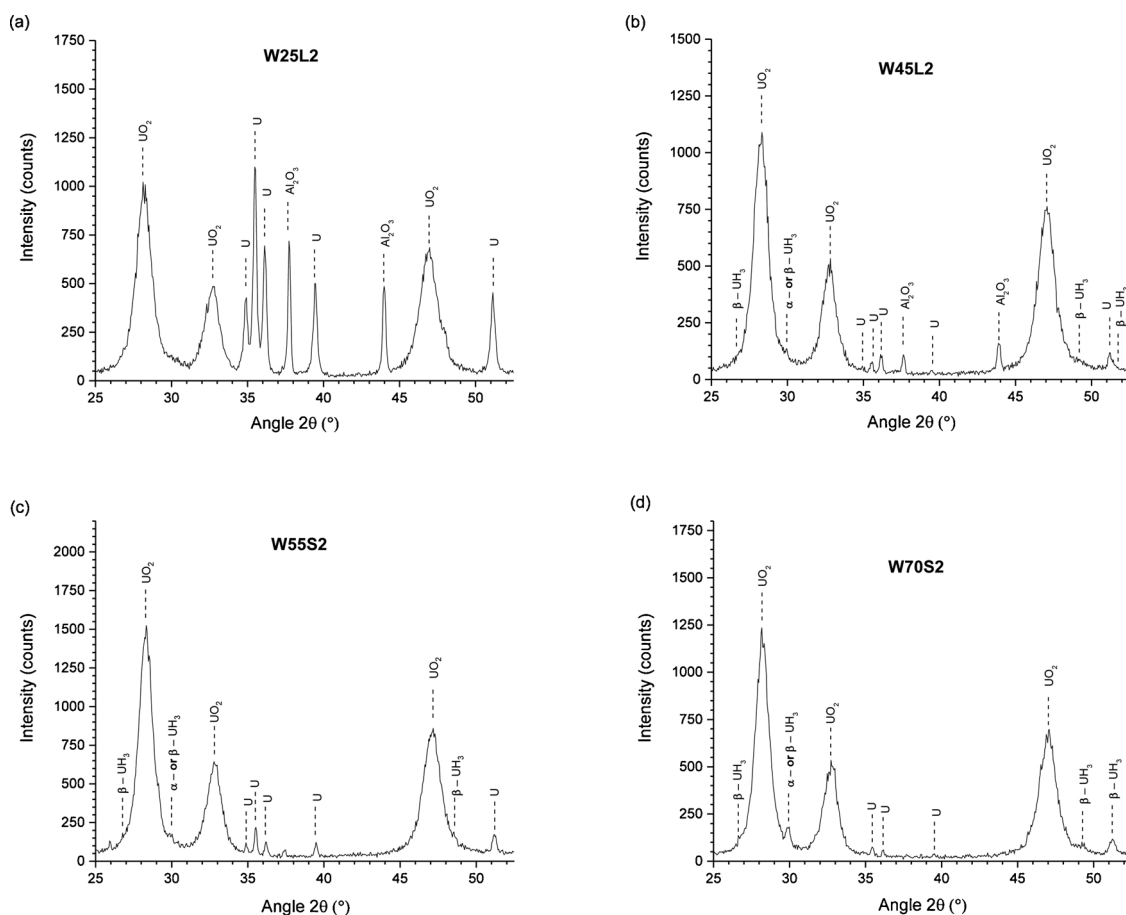 (a)
W25L2
Intensity (counts)
1750
1500
1250
1000
750
500
250
0
UO2
UO2
U
U
U
Al2O3
U
Al2O3
UO2
U
25 30 35 40 45 50
Angle 2θ (°)
(b)
W45L2
Intensity (counts)
1500
1250
1000
750
500
250
0
β – UH3
UO2
α or β – UH3
UO2
U
U
U
Al2O3
U
Al2O3
UO2
β – UH3
U
β – UH3
25 30 35 40 45 50
Angle 2θ (°)
(c)
W55S2
Intensity (counts)
2000
1750
1500
1250
1000
750
500
250
0
β – UH3
UO2
α or β – UH3
UO2
U
U
U
U
UO2
β – UH3
U
25 30 35 40 45 50
Angle 2θ (°)
(d)
W70S2
Intensity (counts)
1750
1500
1250
1000
750
500
250
0
β – UH3
UO2
α or β – UH3
UO2
U
U
U
UO2
β – UH3
β – UH3
25 30 35 40 45 50
Angle 2θ (°)